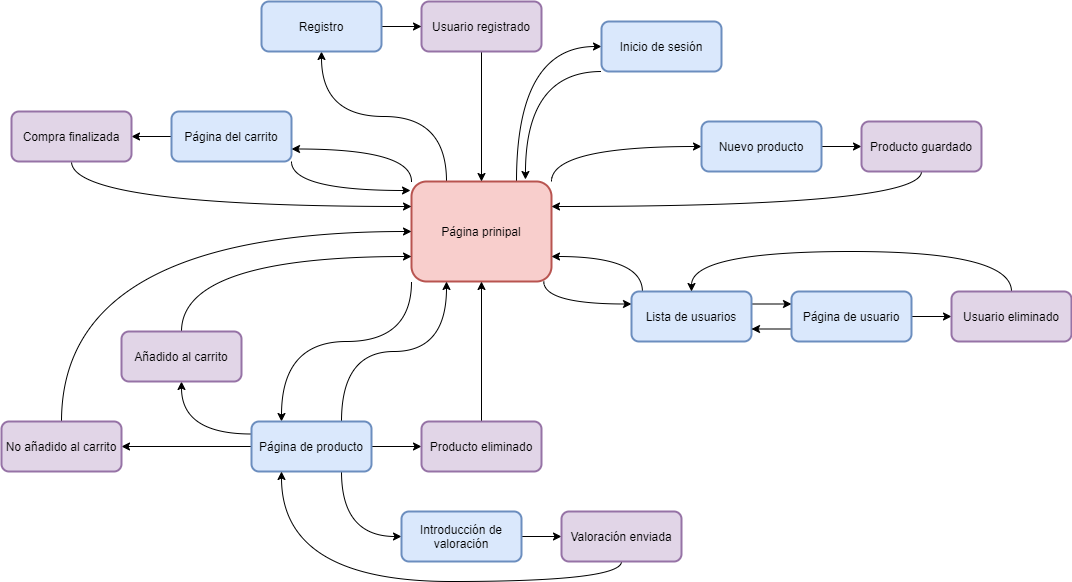 Registro
Usuario registrado
Inicio de sesión
Compra finalizada
Página del carrito
Nuevo producto
Producto guardado
Página prinipal
Lista de usuarios
Página de usuario
Usuario eliminado
Añadido al carrito
No añadido al carrito
Página de producto
Producto eliminado
Introducción de
valoración
Valoración enviada